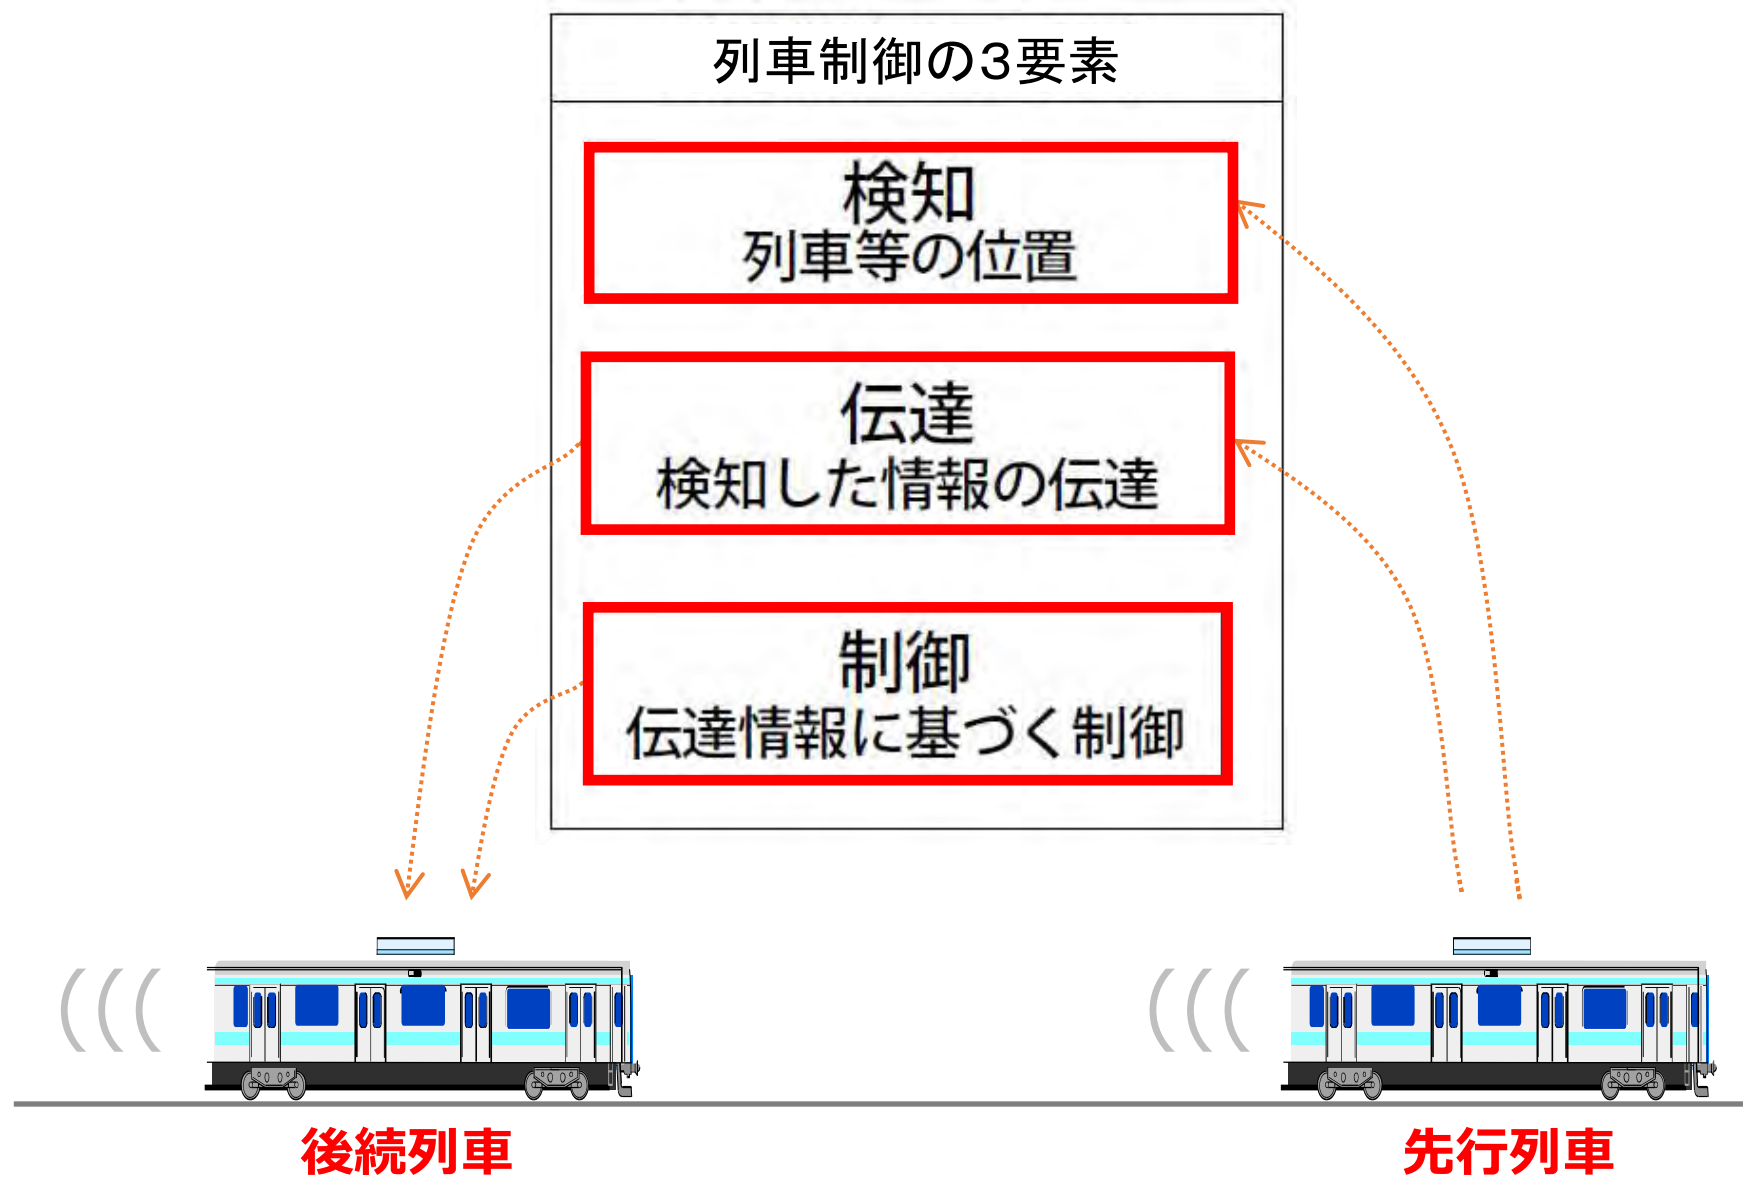 列車制御の3要素
検知
列車等の位置
伝達
検知した情報の伝達
制御
伝達情報に基づく制御
後続列車
先行列車